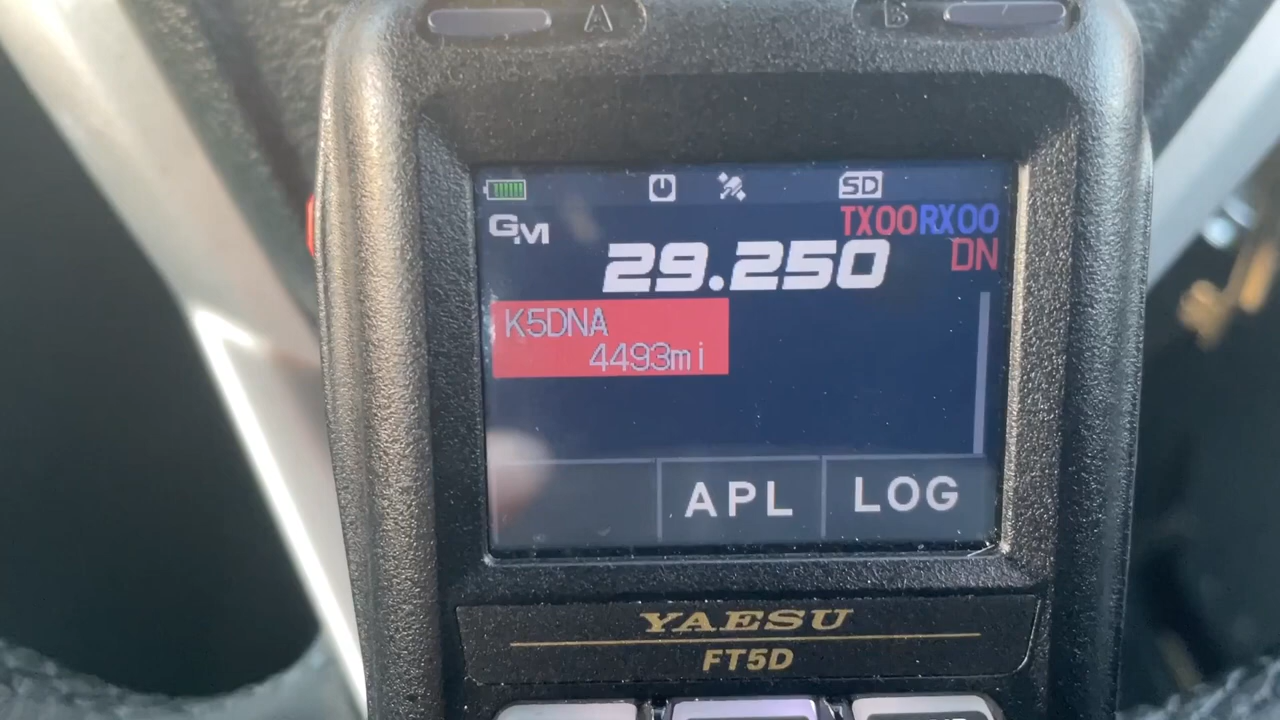 A B
SD
GM TX00RX00
29.250 DN
K5DNA
4493mi
APL LOG
YAESU
FT5D